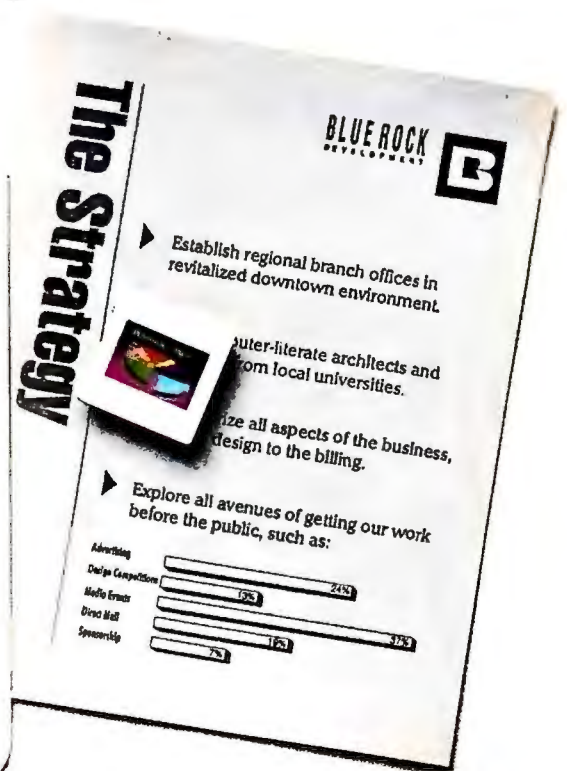 The Strategy
BLUE ROCK
DEVELOPMENT
B
Establish regional branch offices in
revitalized downtown environment.
uter-literate architects and
rom local universities.
ize all aspects of the business,
design to the billing.
Explore all avenues of getting our work
before the public, such as:
Advertising 24%
Design Competitions 13%
Media Events 37%
Direct Mail
Sponsorship 7%